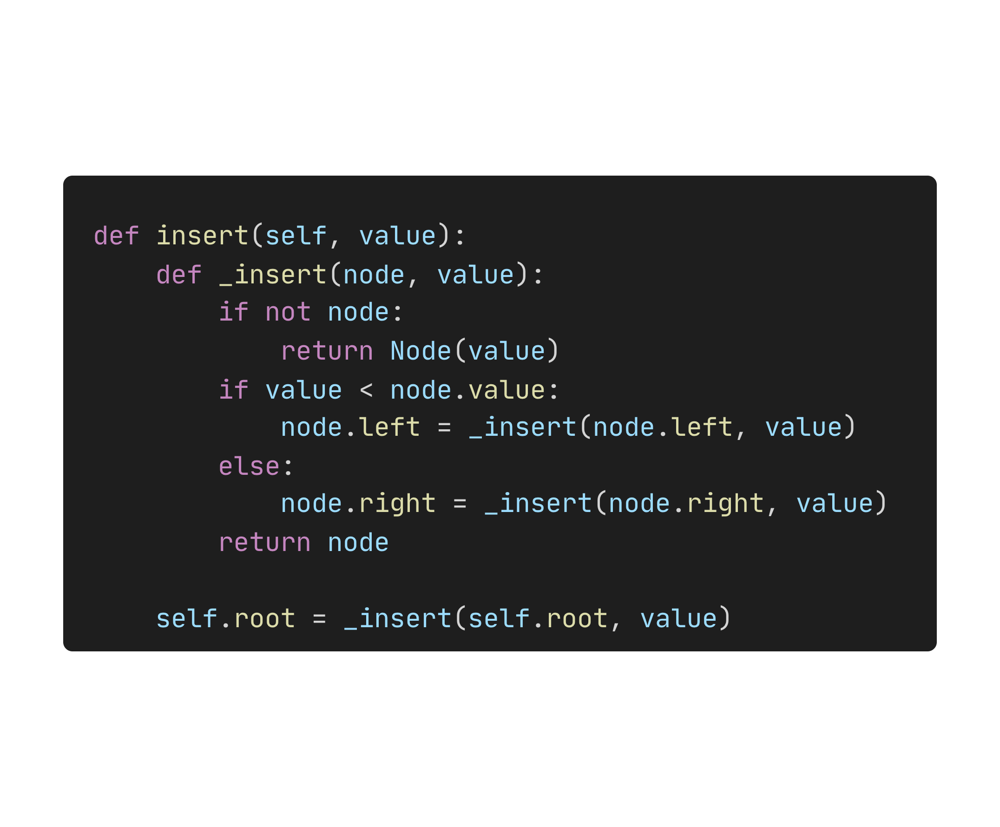 def insert(self, value):
    def _insert(node, value):
        if not node:
            return Node(value)
        if value < node.value:
            node.left = _insert(node.left, value)
        else:
            node.right = _insert(node.right, value)
        return node

    self.root = _insert(self.root, value)